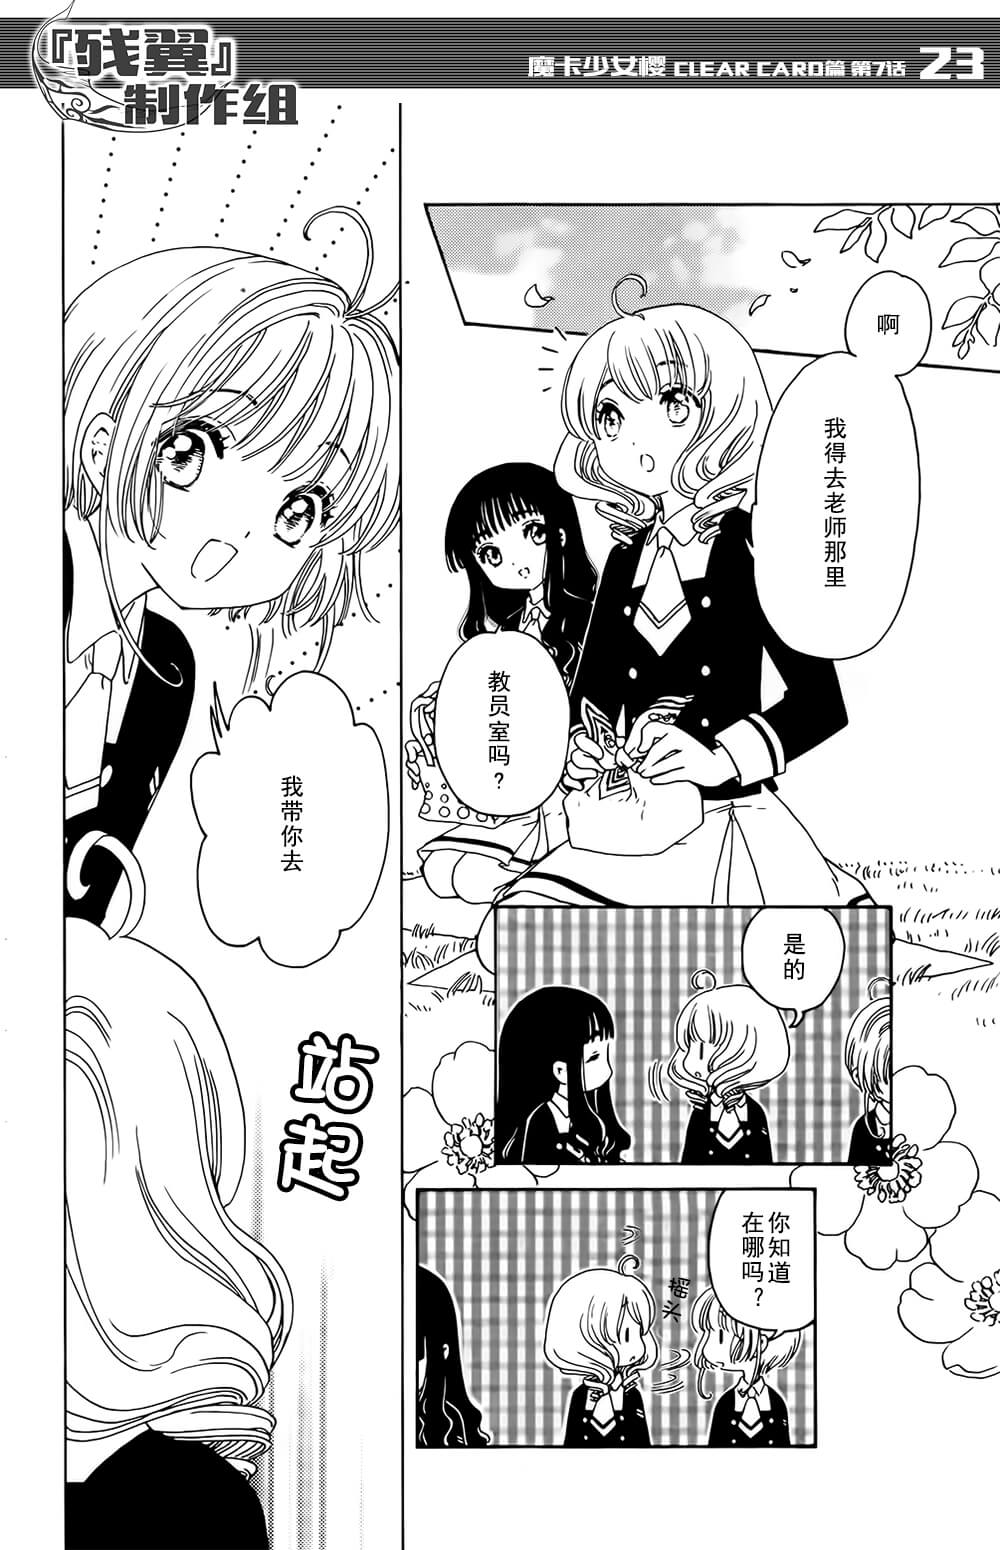 『残翼』
制作组
魔卡少女樱 CLEAR CARD篇 第7话 23
啊
我得去老师那里
教员室吗？
是的
你知道
在哪吗？
摇头
我带你去
站起